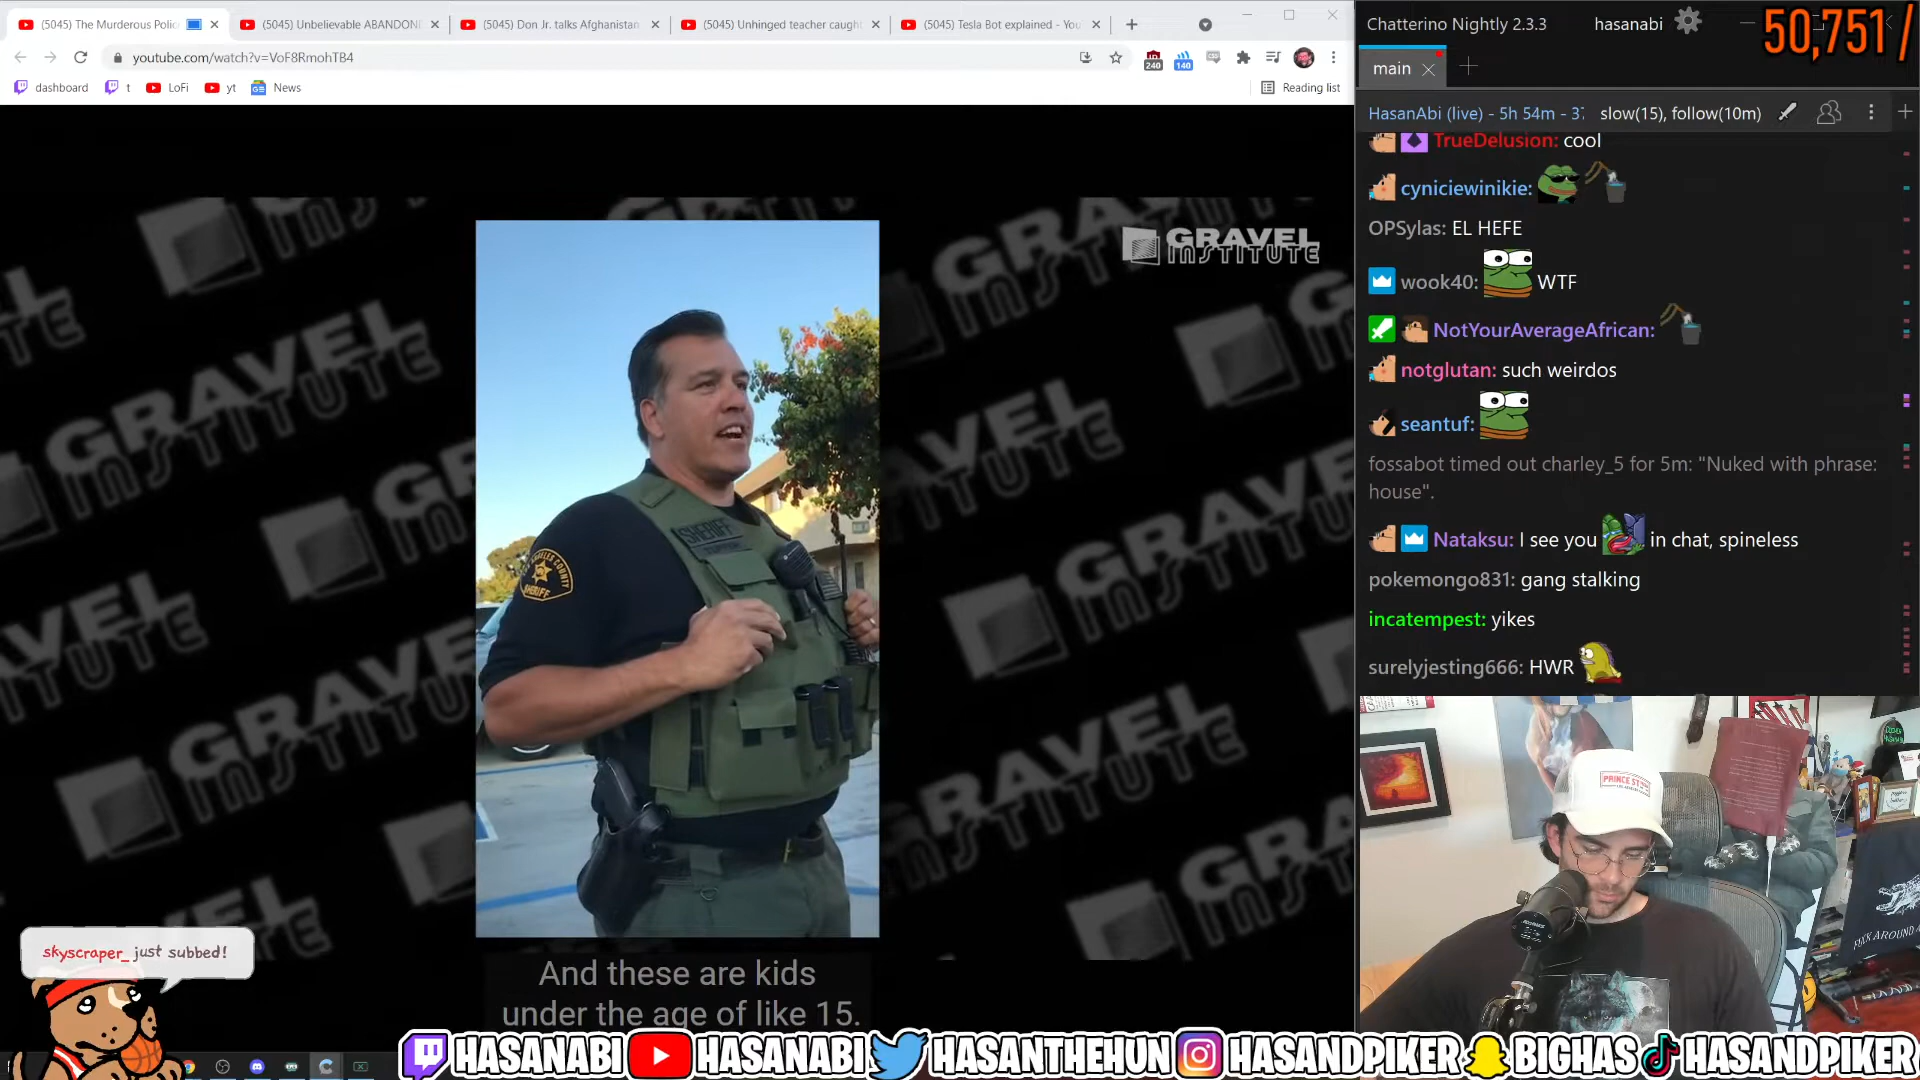 (5045) The Murderous Polic
(5045) Unbelievable ABANDON
(5045) Don Jr. talks Afghanistan
(5045) Unhinged teacher caught
(5045) Tesla Bot explained - You
youtube.com/watch?v=VoF8RmohTB4
240
140
dashboard
t
LoFi
yt
News
Reading list
GRAVEL
INSTITUTE
SHERIFF
And these are kids
under the age of like 15.
skyscraper_ just subbed!
Chatterino Nightly 2.3.3
hasanabi
50,751 /
main
HasanAbi (live) - 5h 54m - 37
slow(15), follow(10m)
TrueDelusion: cool
cyniciewinikie:
OPSylas: EL HEFE
wook40: WTF
NotYourAverageAfrican:
notglutan: such weirdos
seantuf:
fossabot timed out charley_5 for 5m: "Nuked with phrase:
house".
Nataksu: I see you in chat, spineless
pokemongo831: gang stalking
incatempest: yikes
surelyjesting666: HWR
HASANABI
HASANABI
HASANTHEHUN
HASANDPIKER
BIGHAS
HASANDPIKER